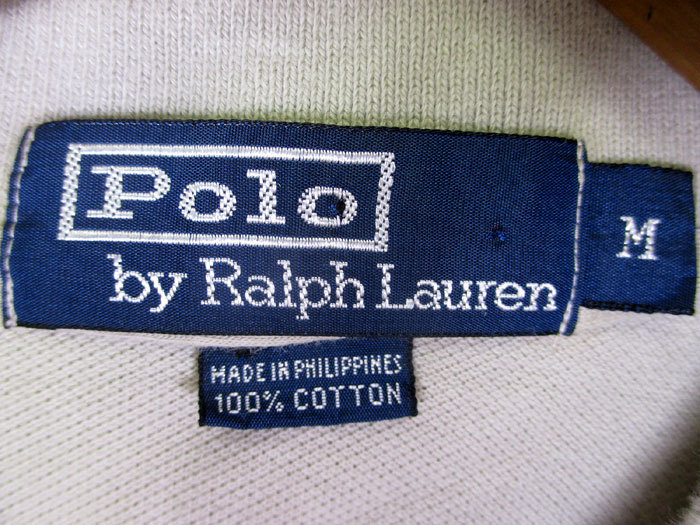 Polo
by Ralph Lauren
M
MADE IN PHILIPPINES
100% COTTON